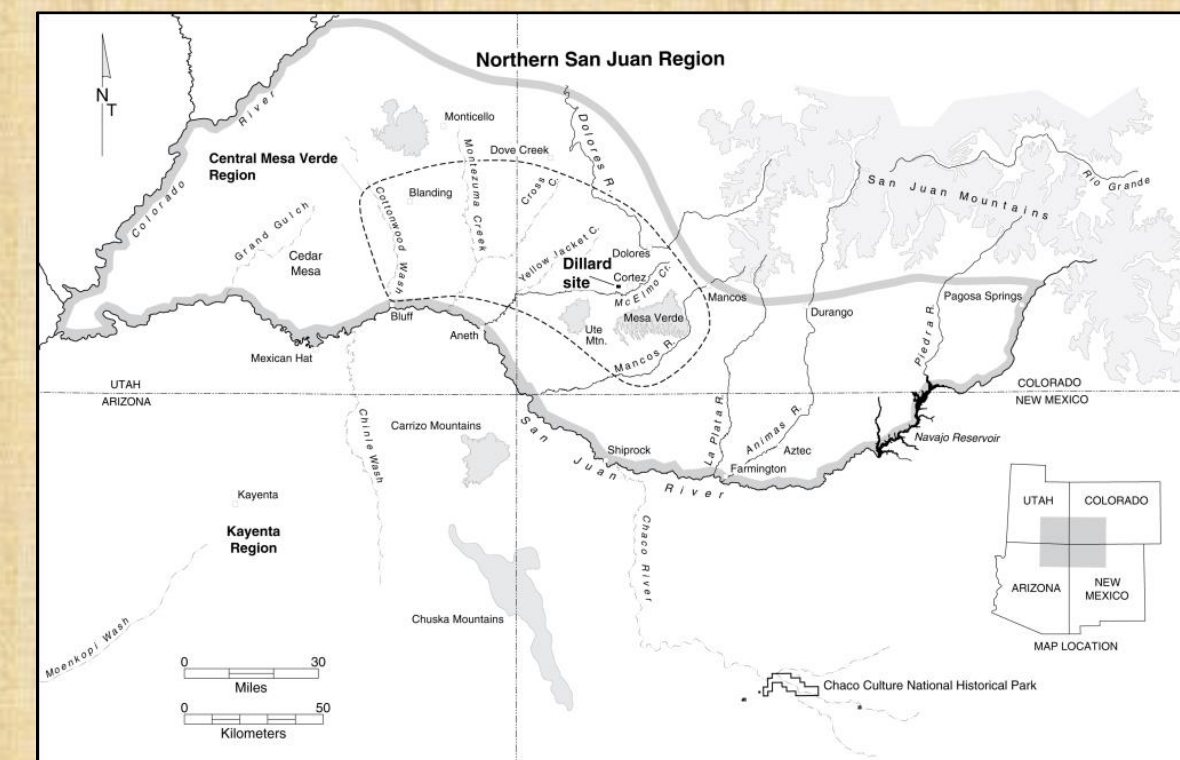 Northern San Juan Region
N
T
Monticello
Dove Creek
Dolores R.
Colorado River
Central Mesa Verde
Region
Montezuma Creek
Cross C.
Blanding
Cottonwood Wash
San Juan Mountains
Rio Grande
Grand Gulch
Cedar
Mesa
Yellow Jacket C.
Dolores
Dillard
site
Cortez
McElmo Cr.
Mancos
Pagosa Springs
Bluff
Mesa Verde
Durango
Piedra R.
Aneth
Ute
Mtn.
Mexican Hat
Mancos R.
UTAH
ARIZONA
COLORADO
NEW MEXICO
Chinle Wash
Carrizo Mountains
San Juan River
La Plata R.
Animas R.
Navajo Reservoir
Shiprock
Aztec
Farmington
Kayenta
Kayenta
Region
Chaco River
UTAH
COLORADO
ARIZONA
NEW
MEXICO
MAP LOCATION
Chuska Mountains
Moenkopi Wash
0 30
Miles
0 50
Kilometers
Chaco Culture National Historical Park